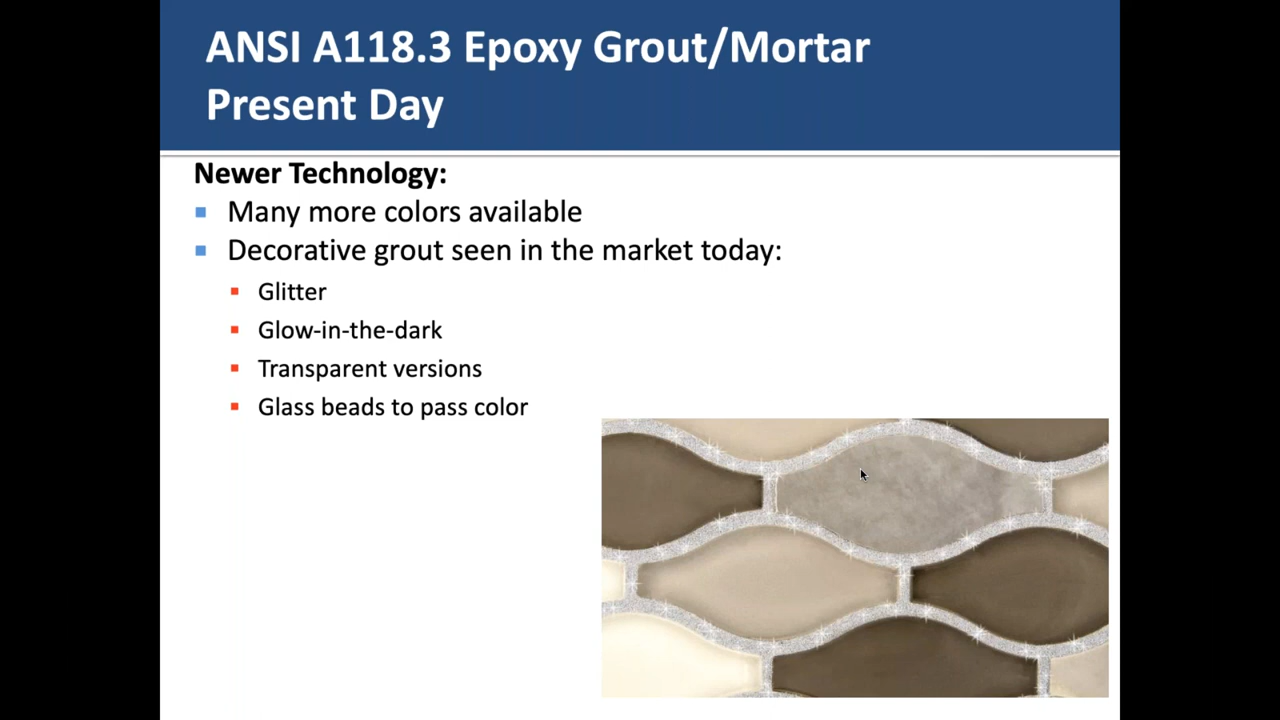 ANSI A118.3 Epoxy Grout/Mortar
Present Day
Newer Technology:
Many more colors available
Decorative grout seen in the market today:
Glitter
Glow-in-the-dark
Transparent versions
Glass beads to pass color